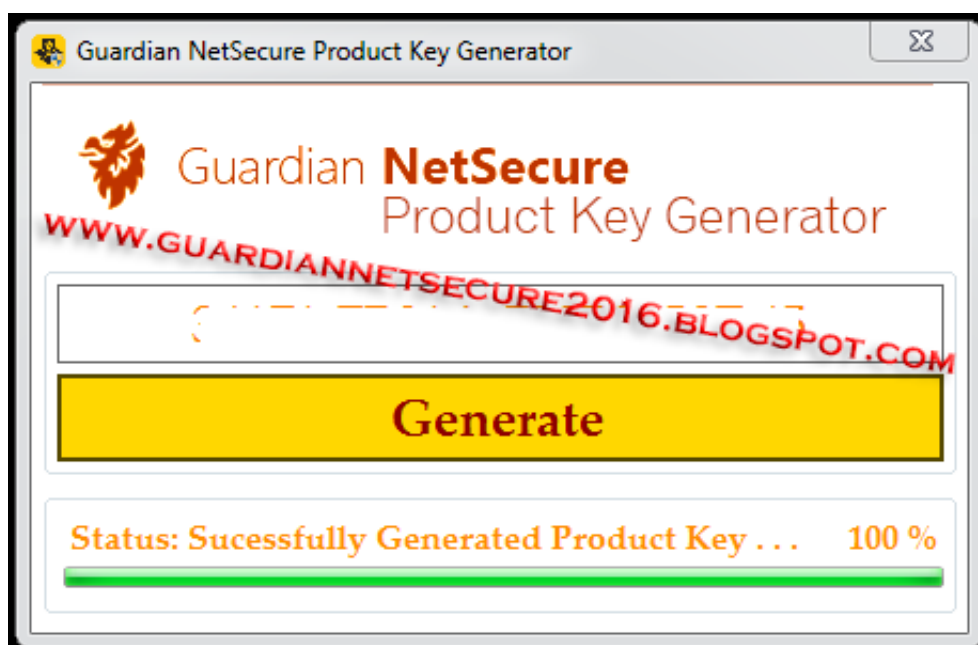 Guardian NetSecure Product Key Generator
Guardian NetSecure
Product Key Generator
WWW.GUARDIANNETSECURE2016.BLOGSPOT.COM
Generate
Status: Sucessfully Generated Product Key . . . 100 %